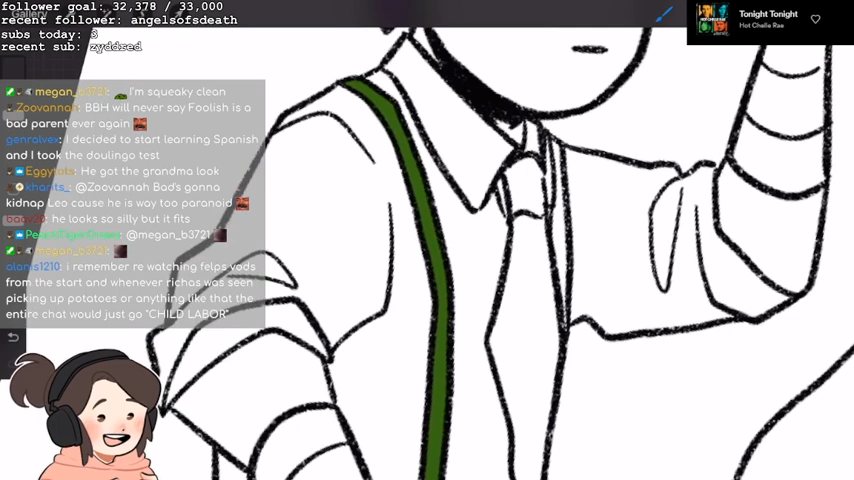 follower goal: 32,378 / 33,000
recent follower: angelsofsdeath
subs today: 3
recent sub: zyddred
Tonight Tonight
Hot Chelle Rae
megan_b3721: I'm squeaky clean
Zoovannah: BBH will never say Foolish is a
bad parent ever again
genralvex: I decided to start learning Spanish
and I took the doulingo test
Eggytats: He got the grandma look
kharits_: @Zoovannah Bad's gonna
kidnap Leo cause he is way too paranoid
he looks so silly but it fits
@megan_b3721
megan_b3721:
alanis1210: i remember re watching felps vods
from the start and whenever richas was seen
picking up potatoes or anything like that the
entire chat would just go "CHILD LABOR"